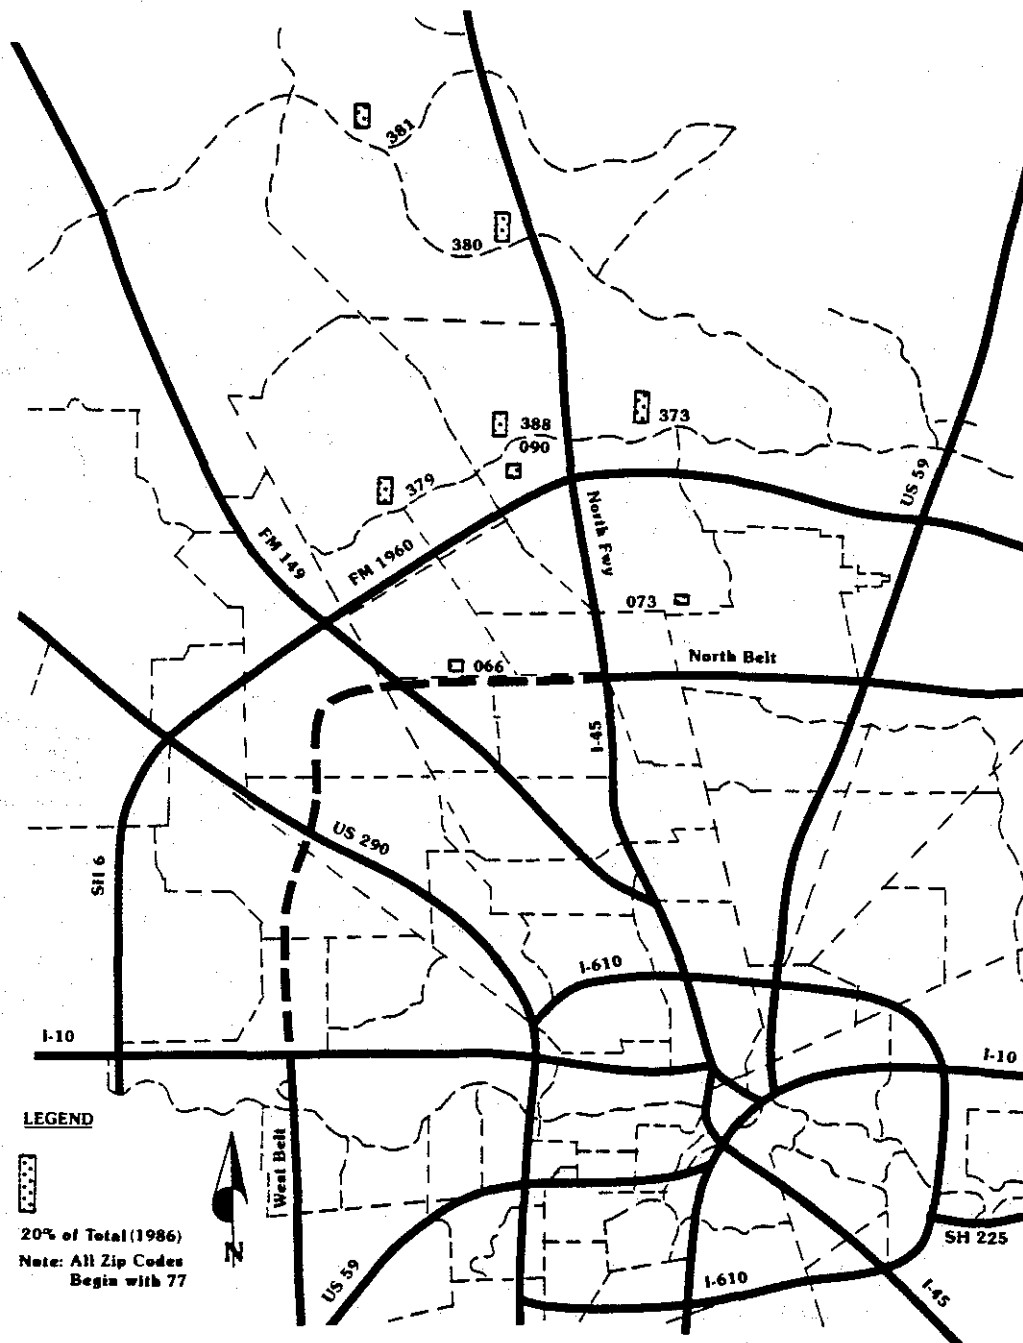 381
380
388
373
090
379
US 59
North Fwy
FM 149
FM 1960
073
North Belt
066
I-45
US 290
SH 6
I-610
I-10
I-10
LEGEND
West Belt
20% of Total (1986)
Note: All Zip Codes
Begin with 77
N
US 59
SH 225
I-610
I-45